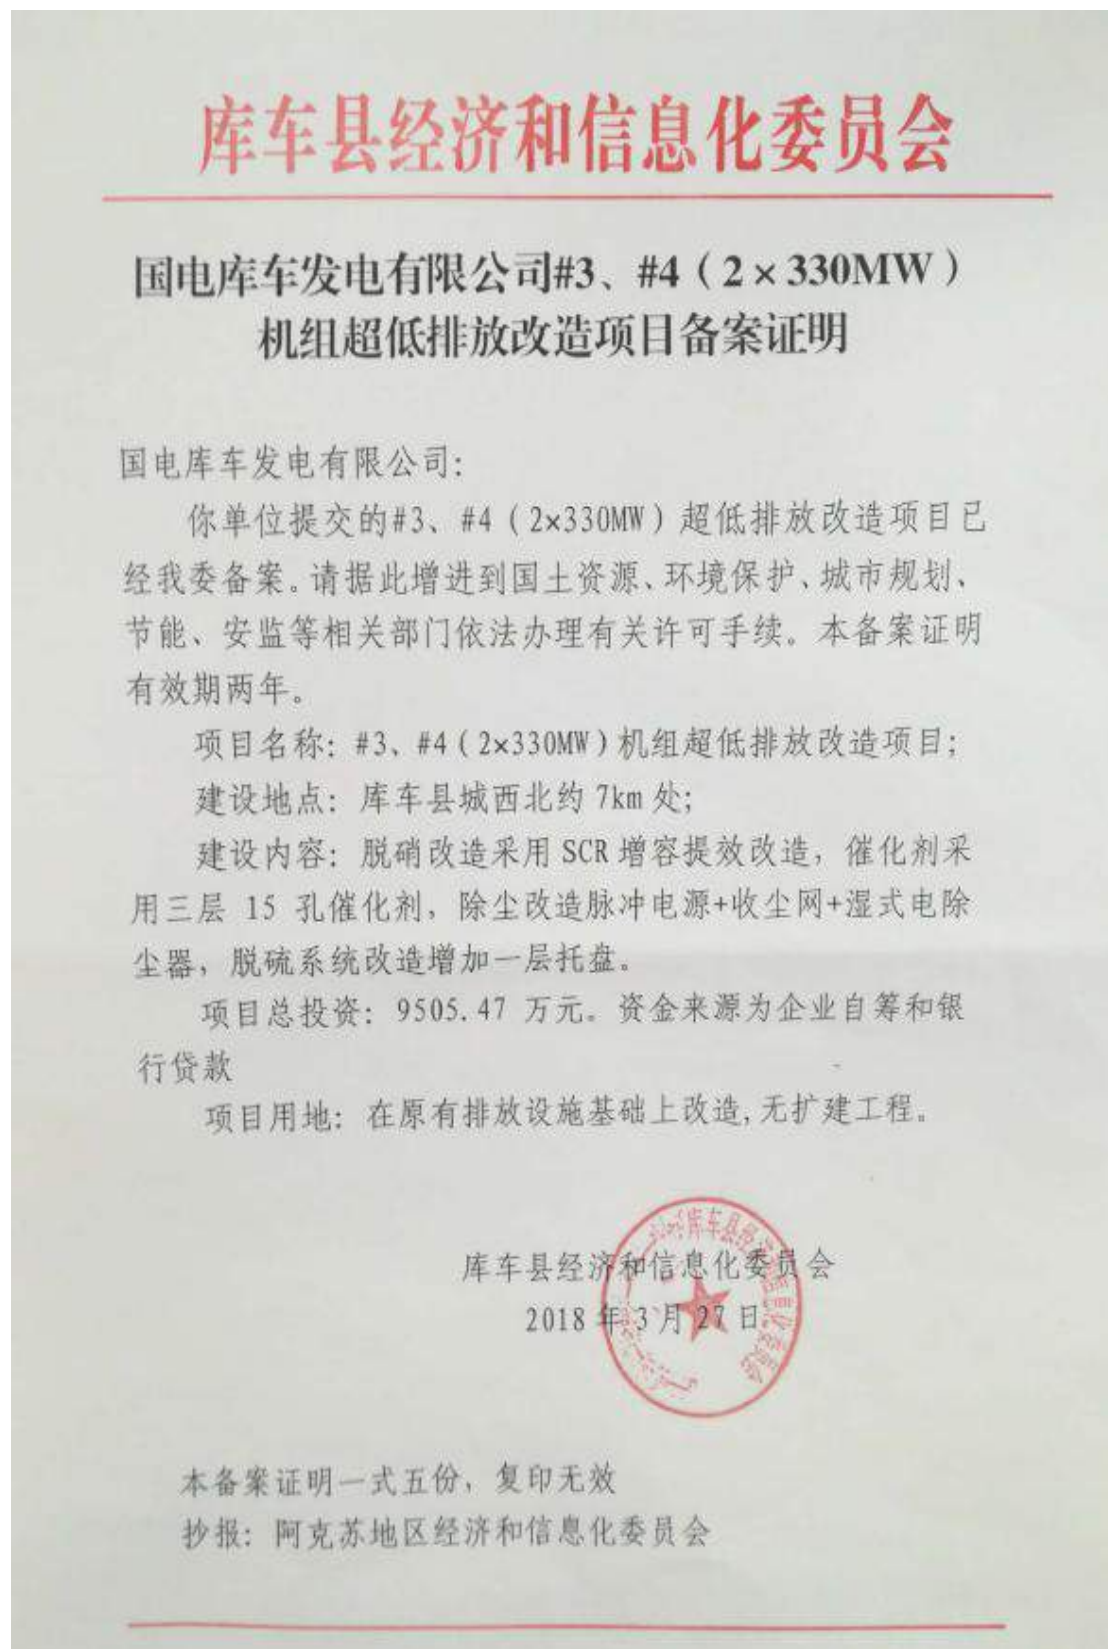 库车县经济和信息化委员会
国电库车发电有限公司#3、#4（2×330MW）
机组超低排放改造项目备案证明
国电库车发电有限公司:
你单位提交的#3、#4（2×330MW）超低排放改造项目已
经我委备案。请据此增进到国土资源、环境保护、城市规划、
节能、安监等相关部门依法办理有关许可手续。本备案证明
有效期两年。
项目名称: #3、#4（2×330MW）机组超低排放改造项目;
建设地点: 库车县城西北约 7km 处;
建设内容: 脱硝改造采用 SCR 增容提效改造，催化剂采
用三层 15 孔催化剂，除尘改造脉冲电源+收尘网+湿式电除
尘器，脱硫系统改造增加一层托盘。
项目总投资: 9505.47 万元。资金来源为企业自筹和银
行贷款
项目用地: 在原有排放设施基础上改造,无扩建工程。
库车县经济和信息化委员会
2018 年 3 月 27 日
本备案证明一式五份，复印无效
抄报: 阿克苏地区经济和信息化委员会